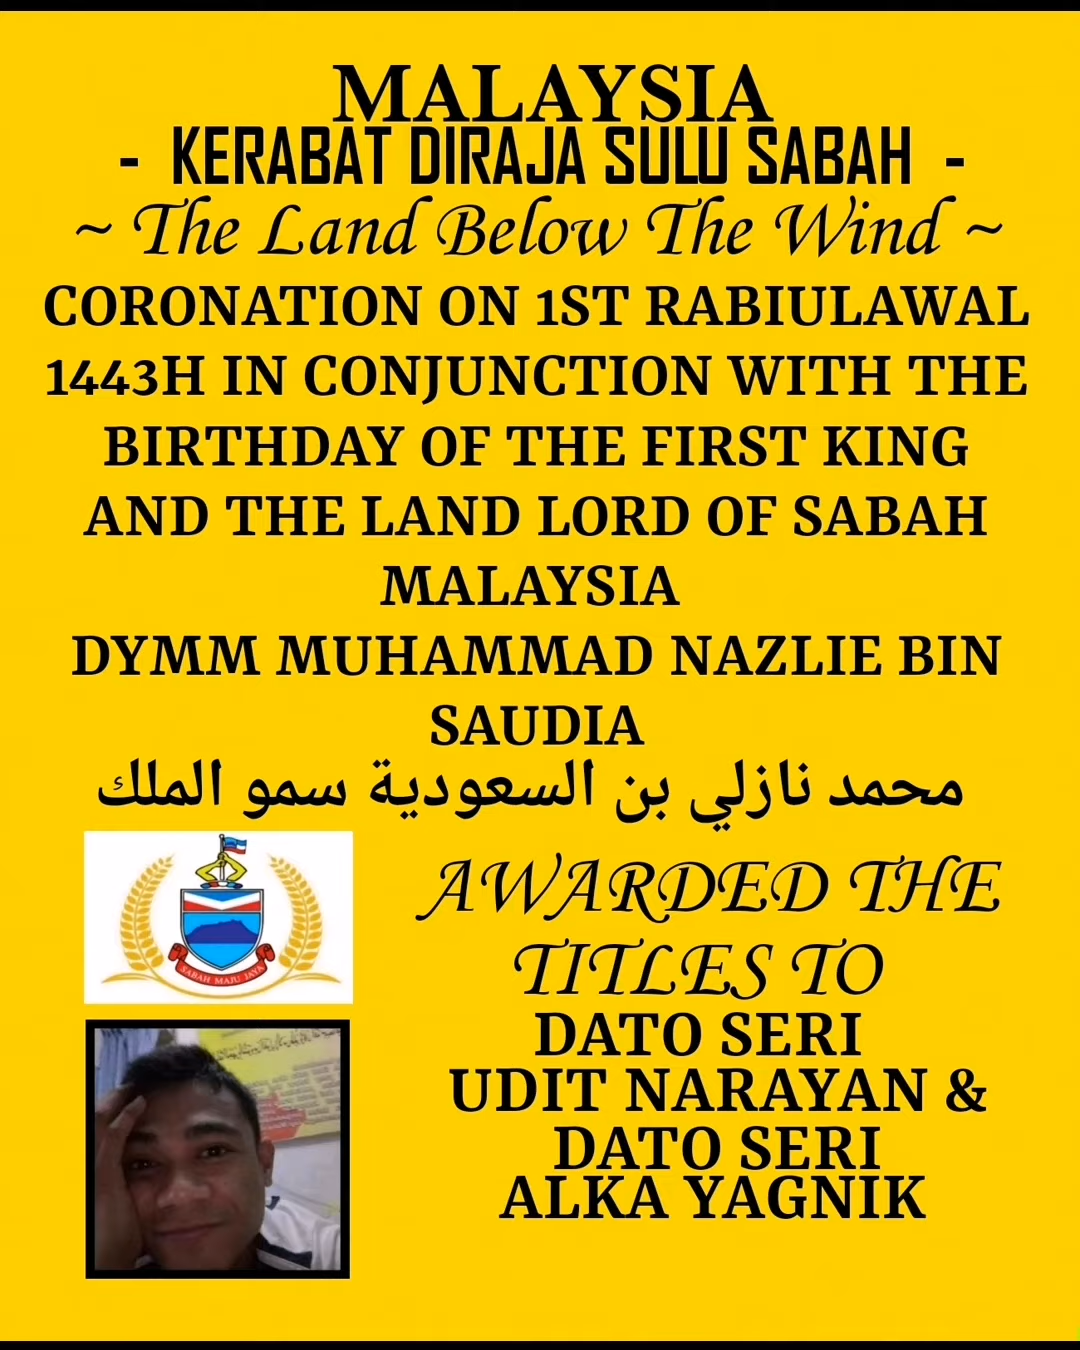 MALAYSIA
- KERABAT DIRAJA SULU SABAH -
~ The Land Below The Wind ~
CORONATION ON 1ST RABIULAWAL
1443H IN CONJUNCTION WITH THE
BIRTHDAY OF THE FIRST KING
AND THE LAND LORD OF SABAH
MALAYSIA
DYMM MUHAMMAD NAZLIE BIN
SAUDIA
محمد نازلي بن السعودية سمو الملك
SABAH MAJU JAYA
AWARDED THE
TITLES TO
DATO SERI
UDIT NARAYAN &
DATO SERI
ALKA YAGNIK